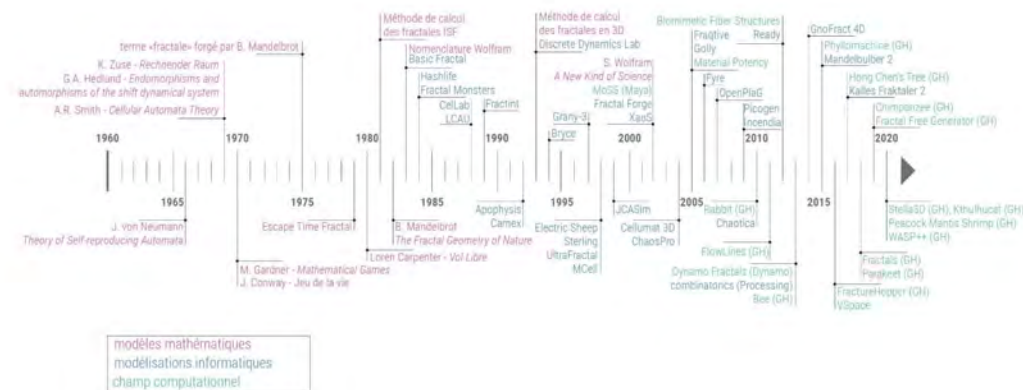 Méthode de calcul
des fractales ISF
Méthode de calcul
des fractales en 3D
Discrete Dynamics Lab
Biomimetic Fiber Structures
Ready
GnoFract 4D
terme «fractale» forgé par B. Mandelbrot
Nomenclature Wolfram
Basic Fractal
Fraqtive
Golly
Material Potency
Phyllomachine (GH)
Mandelbulber 2
K. Zuse - Rechnender Raum
G.A. Hedlund - Endomorphisms and
automorphisms of the shift dynamical system
A.R. Smith - Cellular Automata Theory
Hashlife
Fractal Monsters
CelLab
LCAU
Fractint
S. Wolfram
A New Kind of Science
MoSS (Maya)
Fractal Forge
XaoS
Grany-3
Bryce
Fyre
OpenPlaG
Picogen
Incendia
Hong Chen's Tree (GH)
Kalles Fraktaler 2
Chimpanzee (GH)
Fractal Free Generator (GH)
1960
1970
1980
1990
2000
2010
2020
1975
1985
1995
2005
2015
J. von Neumann
Theory of Self-reproducing Automata
Escape Time Fractal
B. Mandelbrot
The Fractal Geometry of Nature
Loren Carpenter - Vol Libre
M. Gardner - Mathematical Games
J. Conway - Jeu de la vie
Apophysis
Camex
Electric Sheep
Sterling
UltraFractal
MCell
JCASim
Cellumat 3D
ChaosPro
Rabbit (GH)
Chaotica
FlowLines (GH)
Dynamo Fractals (Dynamo)
combinatorics (Processing)
Bee (GH)
Stella3D (GH), Kthulhucaf (GH)
Peacock Mantis Shrimp (GH)
WASP++ (GH)
Fractals (GH)
Parakeet (GH)
FractureHopper (GH)
VSpace
modèles mathématiques
modélisations informatiques
champ computationnel